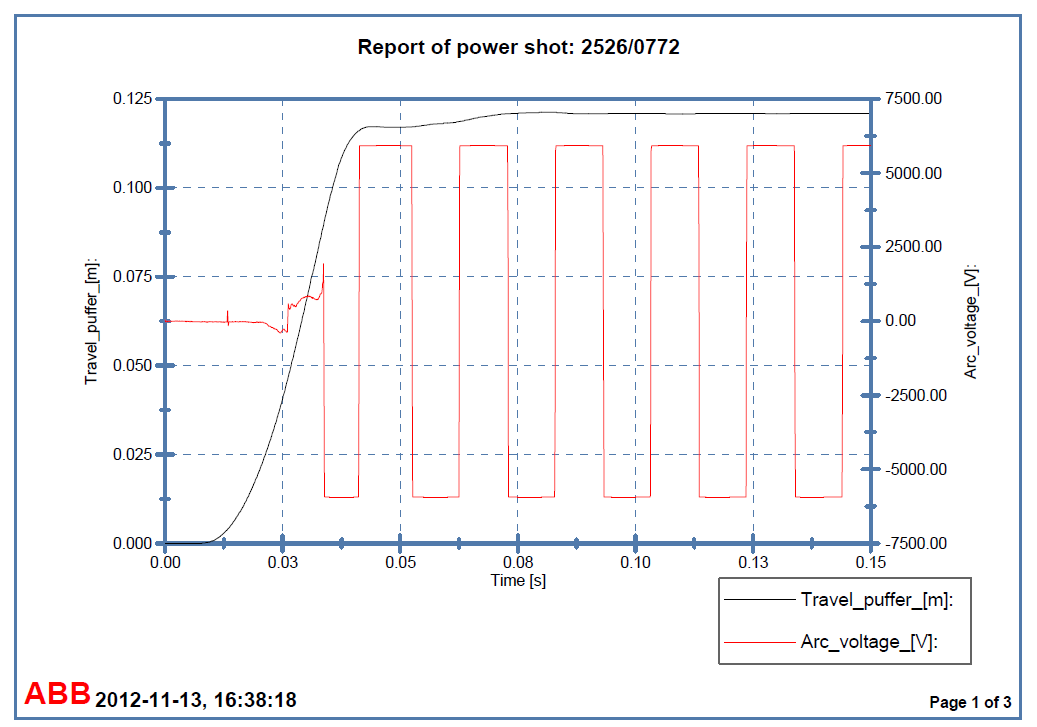 Report of power shot: 2526/0772
0.125
0.100
0.075
0.050
0.025
0.000
Travel_puffer_[m]:
7500.00
5000.00
2500.00
0.00
-2500.00
-5000.00
-7500.00
Arc_voltage_[V]:
0.00 0.03 0.05 0.08 0.10 0.13 0.15
Time [s]
Travel_puffer_[m]:
Arc_voltage_[V]:
ABB 2012-11-13, 16:38:18
Page 1 of 3